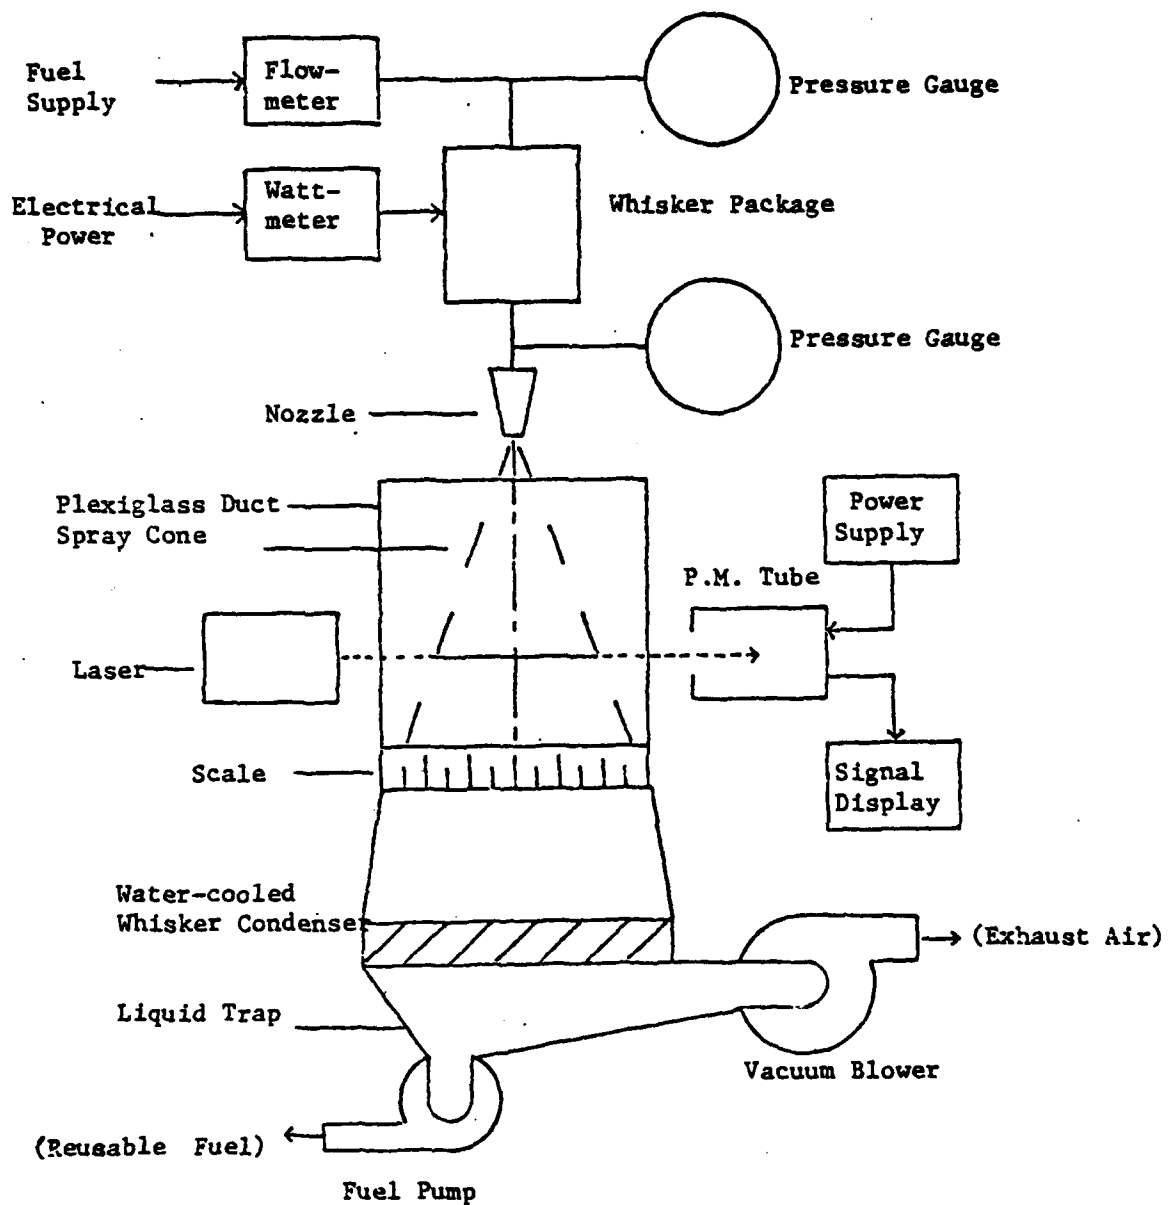 Fuel
Supply
Flow-
meter
Pressure Gauge
Electrical
Power
Watt-
meter
Whisker Package
Pressure Gauge
Nozzle
Plexiglass Duct
Spray Cone
Power
Supply
P.M. Tube
Laser
Scale
Signal
Display
Water-cooled
Whisker Condenser
(Exhaust Air)
Liquid Trap
Vacuum Blower
(Reusable Fuel)
Fuel Pump